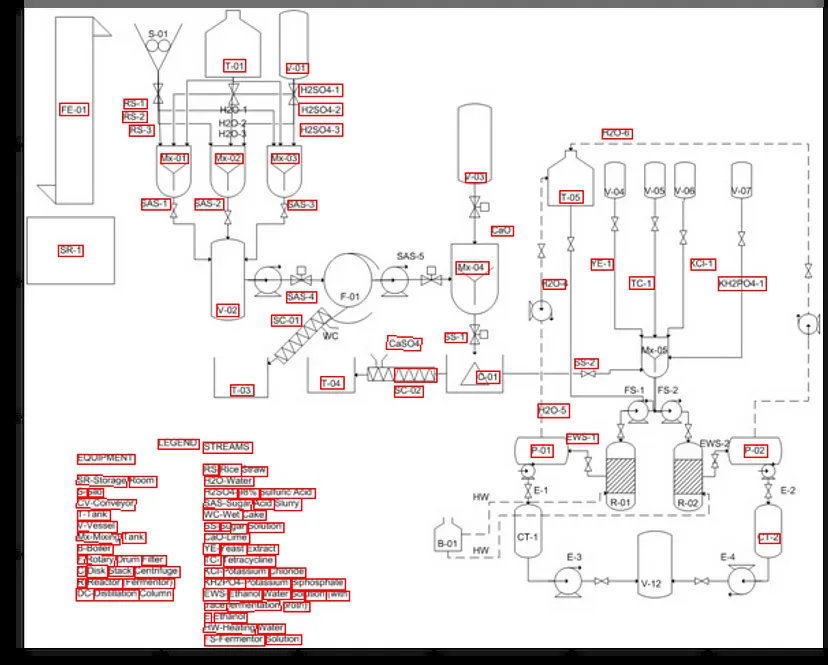 S-01
T-01
V-01
FE-01
RS-1
RS-2
RS-3
H2O-1
H2O-2
H2O-3
H2SO4-1
H2SO4-2
H2SO4-3
Mx-01
Mx-02
Mx-03
SAS-1
SAS-2
SAS-3
SR-1
V-02
SAS-4
F-01
SAS-5
SC-01
WC
T-03
T-04
CaSO4
SC-02
V-03
CaO
Mx-04
SS-1
SS-2
H2O-6
T-05
V-04
V-05
V-06
V-07
H2O-4
YE-1
TC-1
KCl-1
KH2PO4-1
Mx-05
FS-1
FS-2
H2O-5
EWS-1
EWS-2
P-01
P-02
R-01
R-02
E-1
E-2
HW
HW
B-01
CT-1
CT-2
E-3
E-4
V-12
LEGEND
EQUIPMENT
SR-Storage Room
S-Silo
CV-Conveyor
T-Tank
V-Vessel
Mx-Mixing Tank
B-Boiler
F-Rotary Drum Filter
C-Disk Stack Centrifuge
R-Reactor (Fermentor)
DC-Distillation Column
STREAMS
RS-Rice Straw
H2O-Water
H2SO4-98% Sulfuric Acid
SAS-Sugar Acid Slurry
WC-Wet Cake
SS-Sugar Solution
CaO-Lime
YE-Yeast Extract
TC-Tetracycline
KCl-Potassium Chloride
KH2PO4-Potassium Biphosphate
EWS-Ethanol Water Solution (with
E-Ethanol
HW-Heating Water
FS-Fermentor Solution